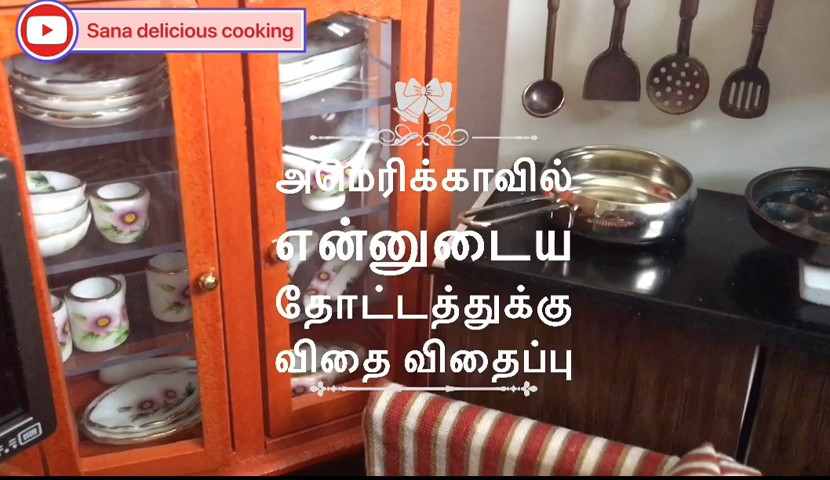 Sana delicious cooking
அமெரிக்காவில்
என்னுடைய
தோட்டத்துக்கு
விதை விதைப்பு